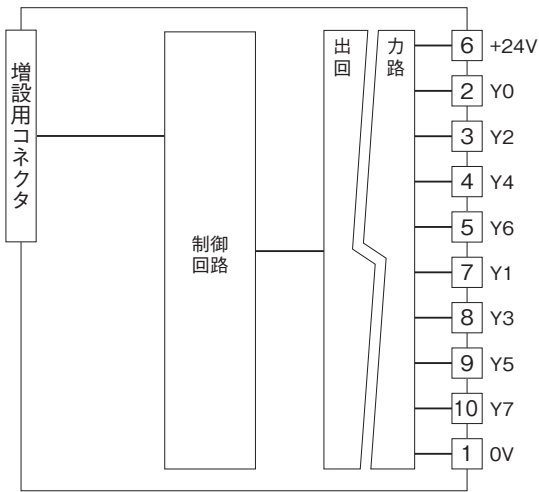 増設用コネクタ
制御
回路
出力
回路
6 +24V
2 Y0
3 Y2
4 Y4
5 Y6
7 Y1
8 Y3
9 Y5
10 Y7
1 0V